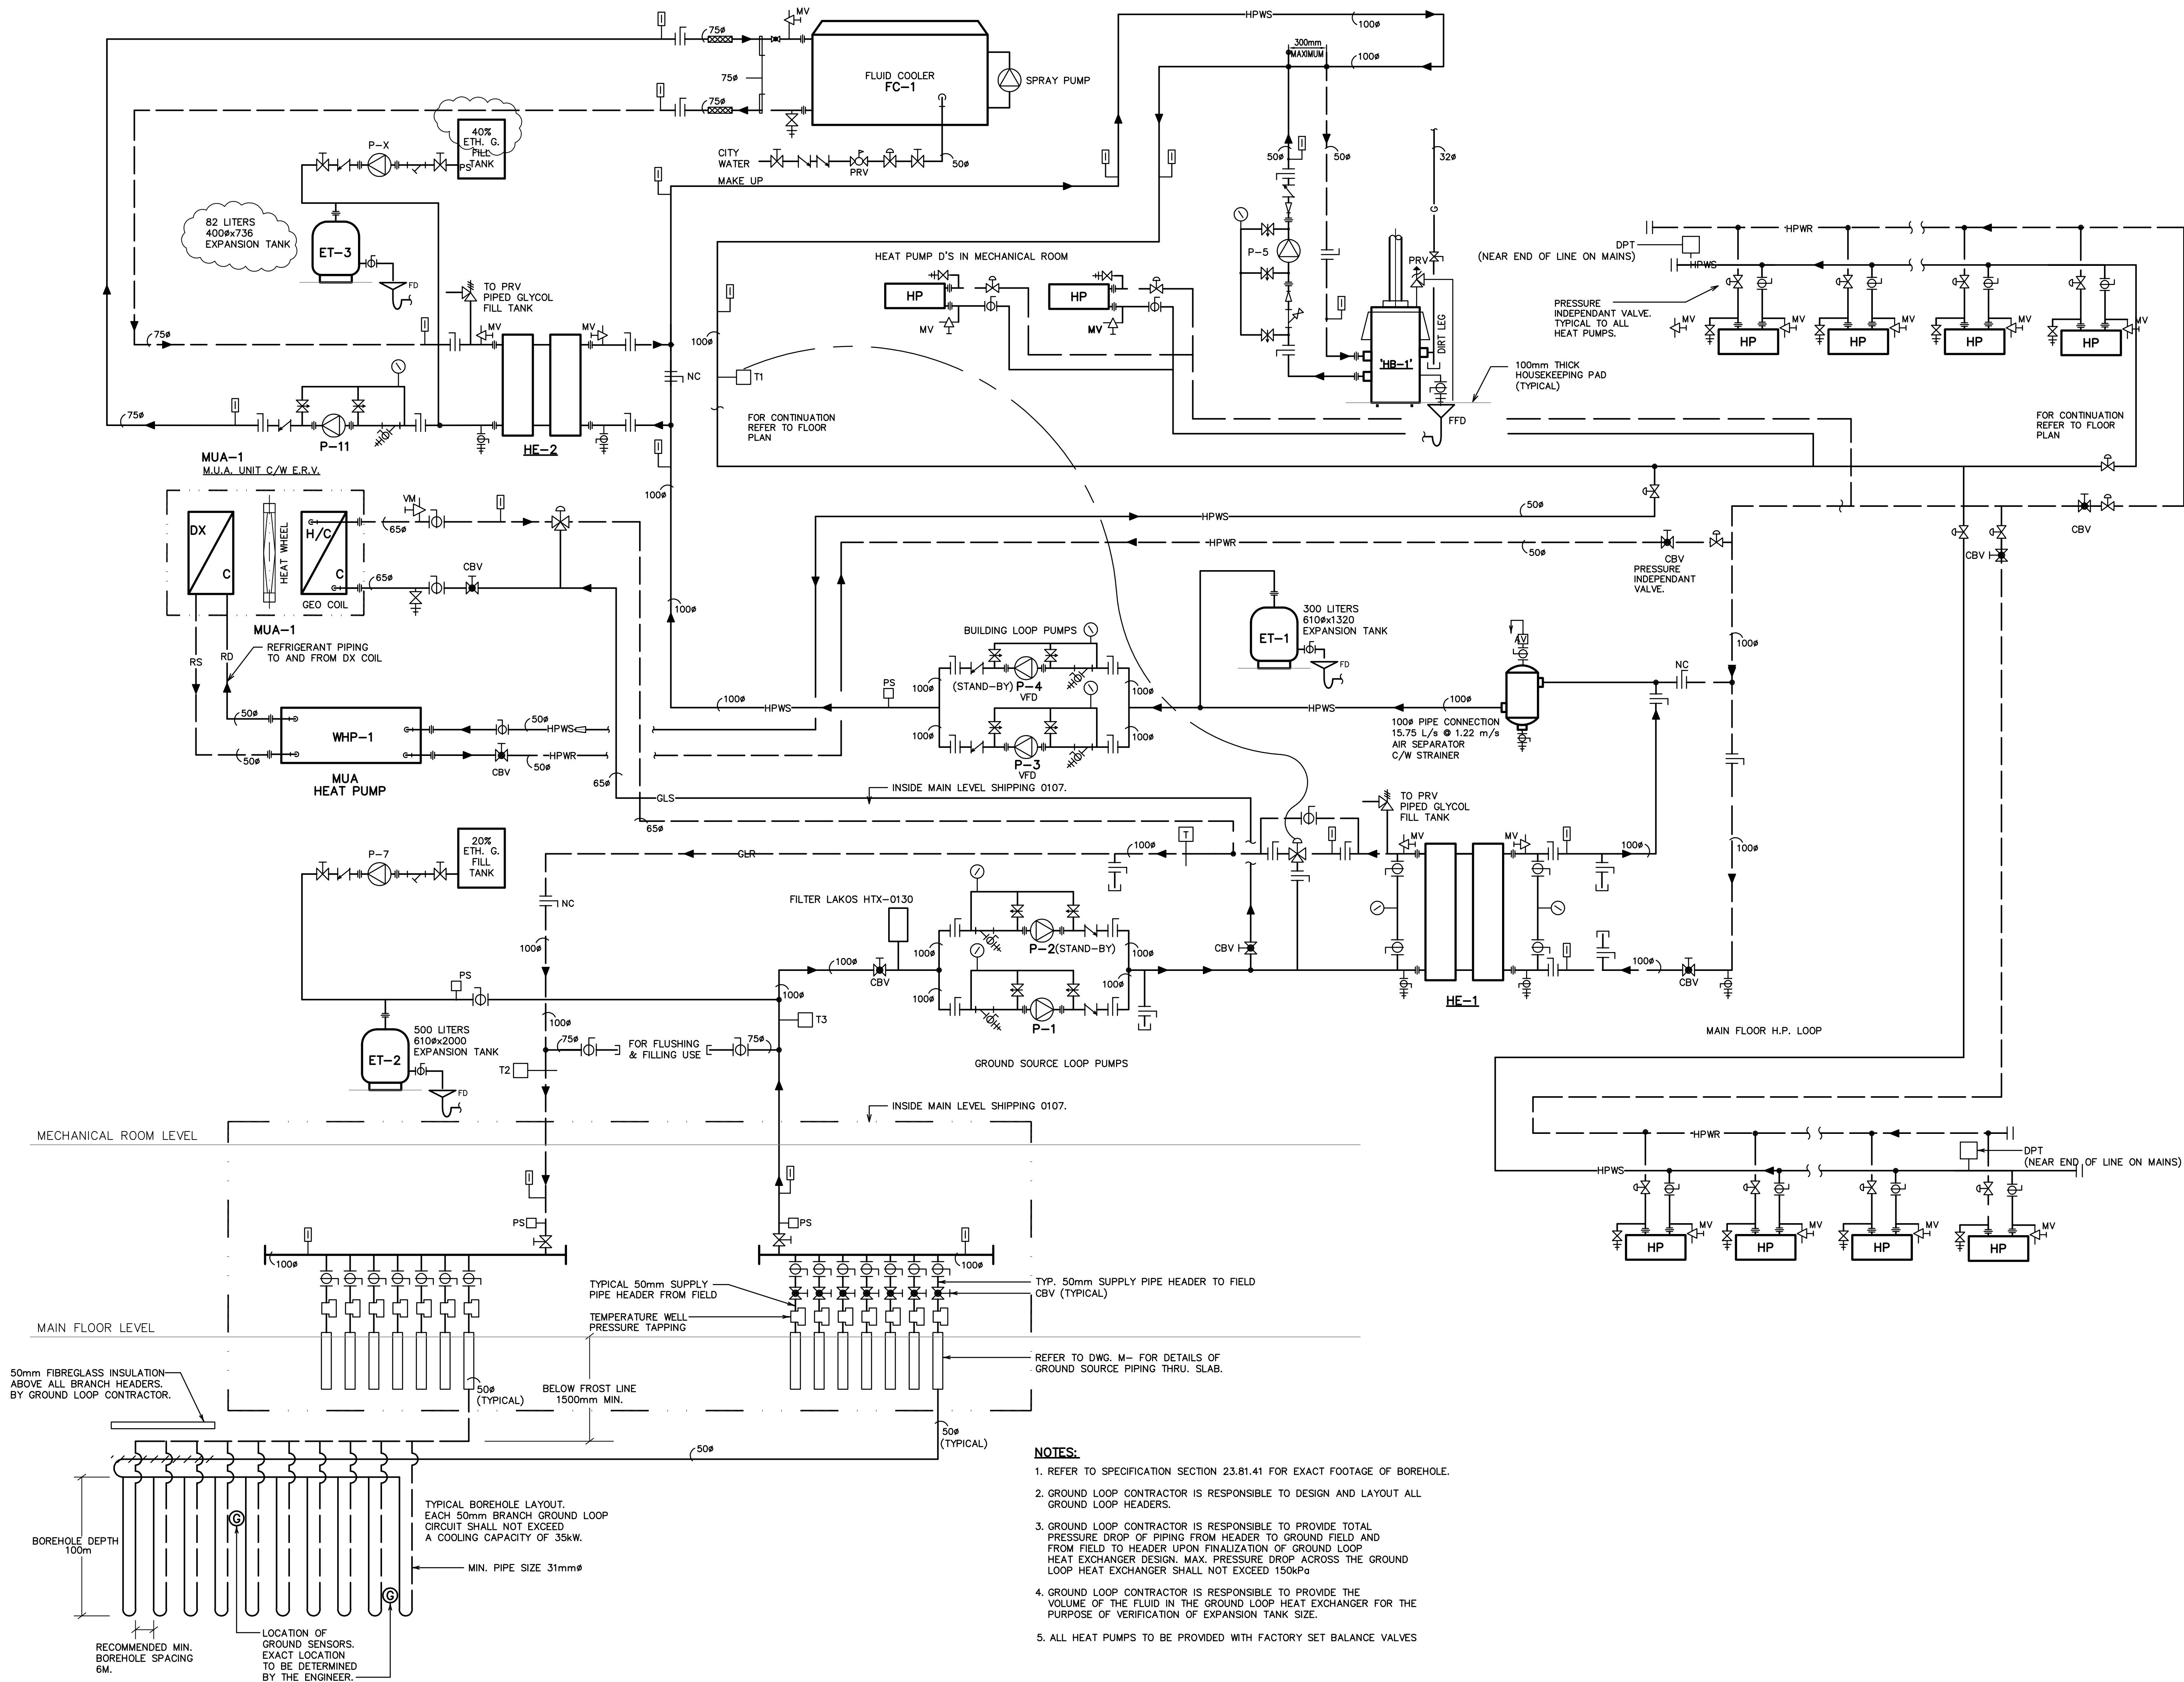 MV
HPWS
100ø
75ø
300mm
MAXIMUM
100ø
FLUID COOLER
FC-1
SPRAY PUMP
75ø
75ø
40%
ETH. G.
FILL
TANK
P-X
PS
CITY
WATER
PRV
50ø
MAKE UP
50ø
50ø
32ø
G
82 LITERS
400øx736
EXPANSION TANK
ET-3
FD
HPWR
DPT
(NEAR END OF LINE ON MAINS)
HPWS
P-5
PRV
HEAT PUMP D'S IN MECHANICAL ROOM
HP
HP
MV
MV
TO PRV
PIPED GLYCOL
FILL TANK
PRESSURE
INDEPENDANT VALVE.
TYPICAL TO ALL
HEAT PUMPS.
MV
MV
MV
MV
MV
HP
HP
HP
HP
75ø
MV
MV
100ø
DIRT LEG
'HB-1'
NC
T1
100mm THICK
HOUSEKEEPING PAD
(TYPICAL)
75ø
P-11
HE-2
FOR CONTINUATION
REFER TO FLOOR
PLAN
FFD
FOR CONTINUATION
REFER TO FLOOR
PLAN
MUA-1
M.U.A. UNIT C/W E.R.V.
VM
65ø
100ø
50ø
HPWS
CBV
CBV
DX
C
HEAT WHEEL
H/C
C
GEO COIL
65ø
CBV
HPWR
50ø
CBV
PRESSURE
INDEPENDANT
VALVE.
MUA-1
REFRIGERANT PIPING
TO AND FROM DX COIL
RS
RD
100ø
BUILDING LOOP PUMPS
ET-1
300 LITERS
610øx1320
EXPANSION TANK
FD
AV
100ø
NC
PS
100ø
(STAND-BY)
P-4
VFD
100ø
50ø
50ø
HPWS
100ø
HPWS
HPWS
100ø
WHP-1
50ø
CBV
50ø
HPWR
100ø
P-3
VFD
100ø
100ø PIPE CONNECTION
15.75 L/s @ 1.22 m/s
AIR SEPARATOR
C/W STRAINER
MUA
HEAT PUMP
65ø
GLS
INSIDE MAIN LEVEL SHIPPING 0107.
TO PRV
PIPED GLYCOL
FILL TANK
65ø
P-7
20%
ETH. G.
FILL
TANK
GLR
100ø
T
MV
MV
100ø
100ø
NC
FILTER LAKOS HTX-0130
100ø
100ø
P-2
(STAND-BY)
100ø
CBV
PS
100ø
CBV
100ø
CBV
100ø
100ø
100ø
P-1
HE-1
100ø
T3
ET-2
500 LITERS
610øx2000
EXPANSION TANK
FD
75ø
FOR FLUSHING
& FILLING USE
75ø
T2
GROUND SOURCE LOOP PUMPS
MAIN FLOOR H.P. LOOP
INSIDE MAIN LEVEL SHIPPING 0107.
MECHANICAL ROOM LEVEL
HPWR
DPT
(NEAR END OF LINE ON MAINS)
HPWS
PS
PS
MV
MV
MV
MV
HP
HP
HP
HP
100ø
100ø
TYPICAL 50mm SUPPLY
PIPE HEADER FROM FIELD
TYP. 50mm SUPPLY PIPE HEADER TO FIELD
CBV (TYPICAL)
TEMPERATURE WELL
PRESSURE TAPPING
MAIN FLOOR LEVEL
REFER TO DWG. M- FOR DETAILS OF
GROUND SOURCE PIPING THRU. SLAB.
50mm FIBREGLASS INSULATION
ABOVE ALL BRANCH HEADERS.
BY GROUND LOOP CONTRACTOR.
50ø
(TYPICAL)
BELOW FROST LINE
1500mm MIN.
50ø
(TYPICAL)
50ø
TYPICAL BOREHOLE LAYOUT.
EACH 50mm BRANCH GROUND LOOP
CIRCUIT SHALL NOT EXCEED
A COOLING CAPACITY OF 35kW.
G
BOREHOLE DEPTH
100m
MIN. PIPE SIZE 31mmø
G
LOCATION OF
GROUND SENSORS.
EXACT LOCATION
TO BE DETERMINED
BY THE ENGINEER.
RECOMMENDED MIN.
BOREHOLE SPACING
6M.
NOTES:
1. REFER TO SPECIFICATION SECTION 23.81.41 FOR EXACT FOOTAGE OF BOREHOLE.
2. GROUND LOOP CONTRACTOR IS RESPONSIBLE TO DESIGN AND LAYOUT ALL
GROUND LOOP HEADERS.
3. GROUND LOOP CONTRACTOR IS RESPONSIBLE TO PROVIDE TOTAL
PRESSURE DROP OF PIPING FROM HEADER TO GROUND FIELD AND
FROM FIELD TO HEADER UPON FINALIZATION OF GROUND LOOP
HEAT EXCHANGER DESIGN. MAX. PRESSURE DROP ACROSS THE GROUND
LOOP HEAT EXCHANGER SHALL NOT EXCEED 150kPa
4. GROUND LOOP CONTRACTOR IS RESPONSIBLE TO PROVIDE THE
VOLUME OF THE FLUID IN THE GROUND LOOP HEAT EXCHANGER FOR THE
PURPOSE OF VERIFICATION OF EXPANSION TANK SIZE.
5. ALL HEAT PUMPS TO BE PROVIDED WITH FACTORY SET BALANCE VALVES